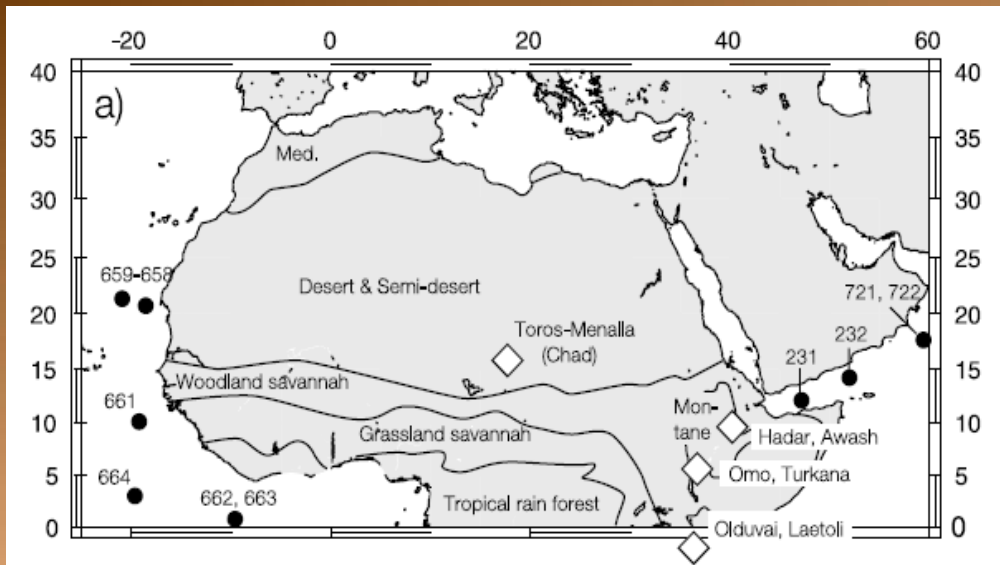 -20 0 20 40 60
40 40
a)
35 35
Med.
30 30
25 25
659-658
Desert & Semi-desert
721, 722
20 20
Toros-Menalla
(Chad)
232
231
15 15
Woodland savannah
661
Mon-
tane
10 10
Grassland savannah
Hadar, Awash
664
5 5
Omo, Turkana
662, 663
Tropical rain forest
Olduvai, Laetoli
0 0